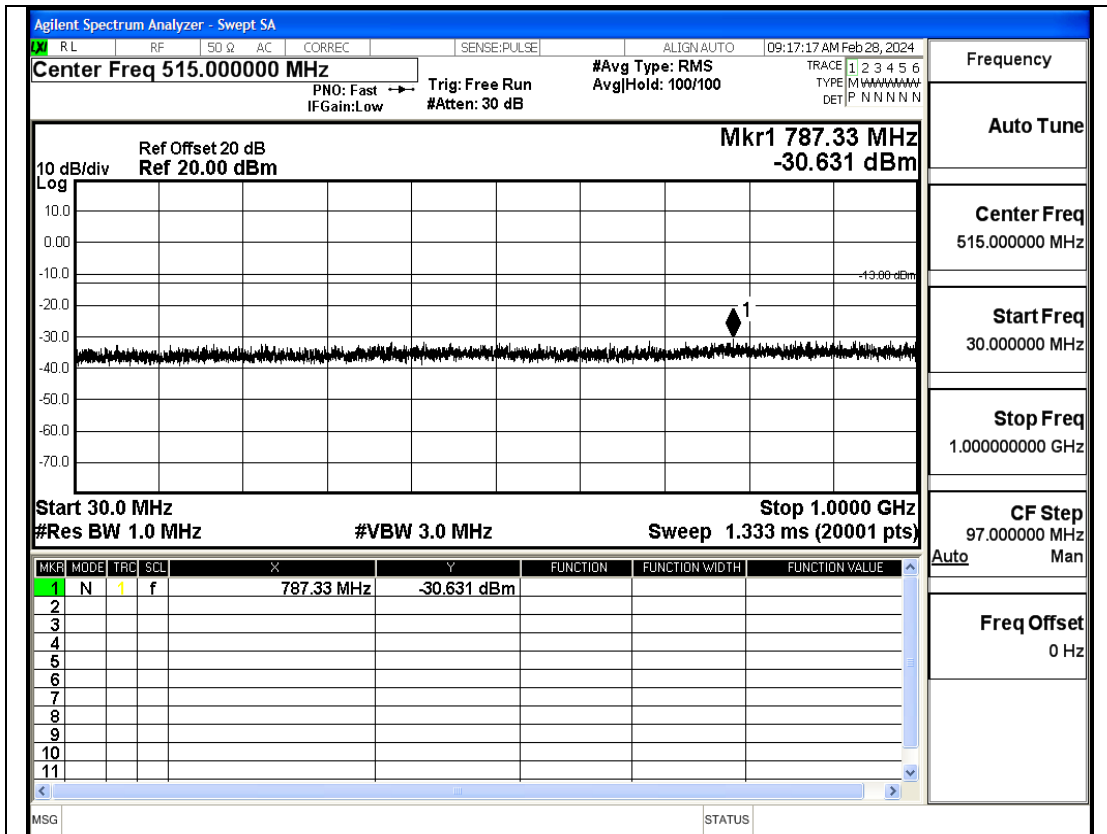 Agilent Spectrum Analyzer - Swept SA
LXI RL RF 50 Ω AC CORREC SENSE:PULSE ALIGN AUTO 09:17:17 AM Feb 28, 2024
Center Freq 515.000000 MHz
PNO: Fast
IFGain:Low
Trig: Free Run
#Atten: 30 dB
#Avg Type: RMS
Avg|Hold: 100/100
TRACE 1 2 3 4 5 6
TYPE M WWWWW
DET P N N N N N
Mkr1 787.33 MHz
-30.631 dBm
Ref Offset 20 dB
10 dB/div Ref 20.00 dBm
Log
10.0
0.00
-10.0
-13.00 dBm
-20.0
1
-30.0
-40.0
-50.0
-60.0
-70.0
Start 30.0 MHz Stop 1.0000 GHz
#Res BW 1.0 MHz #VBW 3.0 MHz Sweep 1.333 ms (20001 pts)
MKR MODE TRC SCL X Y FUNCTION FUNCTION WIDTH FUNCTION VALUE
1 N 1 f 787.33 MHz -30.631 dBm
2
3
4
5
6
7
8
9
10
11
MSG STATUS
Frequency
Auto Tune
Center Freq
515.000000 MHz
Start Freq
30.000000 MHz
Stop Freq
1.000000000 GHz
CF Step
97.000000 MHz
Auto Man
Freq Offset
0 Hz